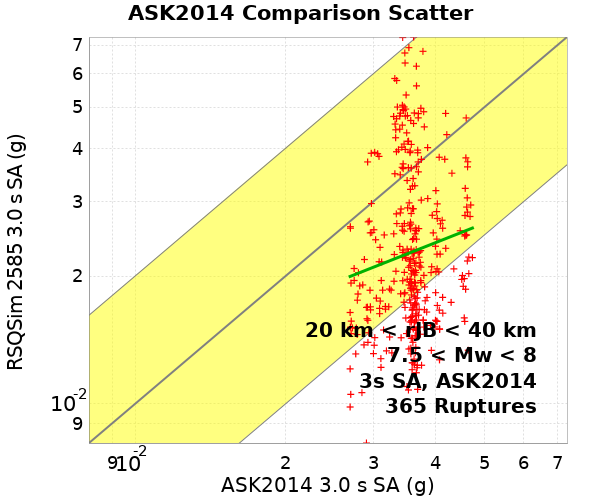 ASK2014 Comparison Scatter
7
6
5
4
3
2
10-2
9
RSQSim 2585 3.0 s SA (g)
20 km < rJB < 40 km
7.5 < Mw < 8
3s SA, ASK2014
365 Ruptures
9 10-2 2 3 4 5 6 7
ASK2014 3.0 s SA (g)